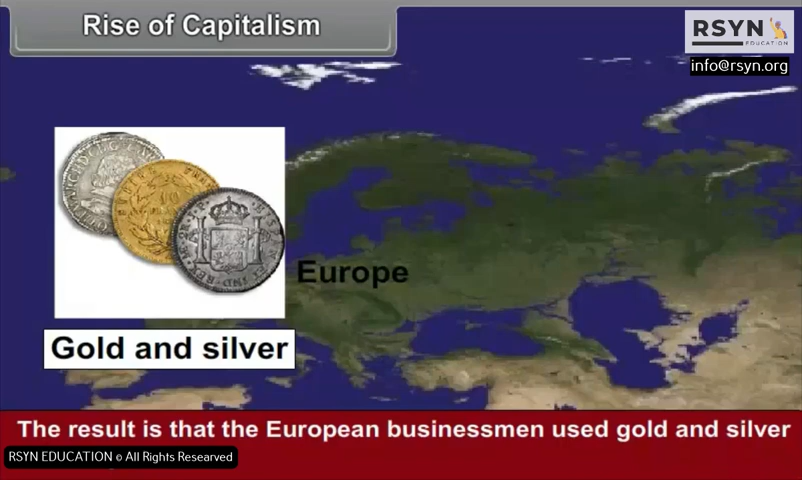 Rise of Capitalism
RSYN
EDUCATION
info@rsyn.org
Europe
Gold and silver
The result is that the European businessmen used gold and silver
RSYN EDUCATION © All Rights Researved